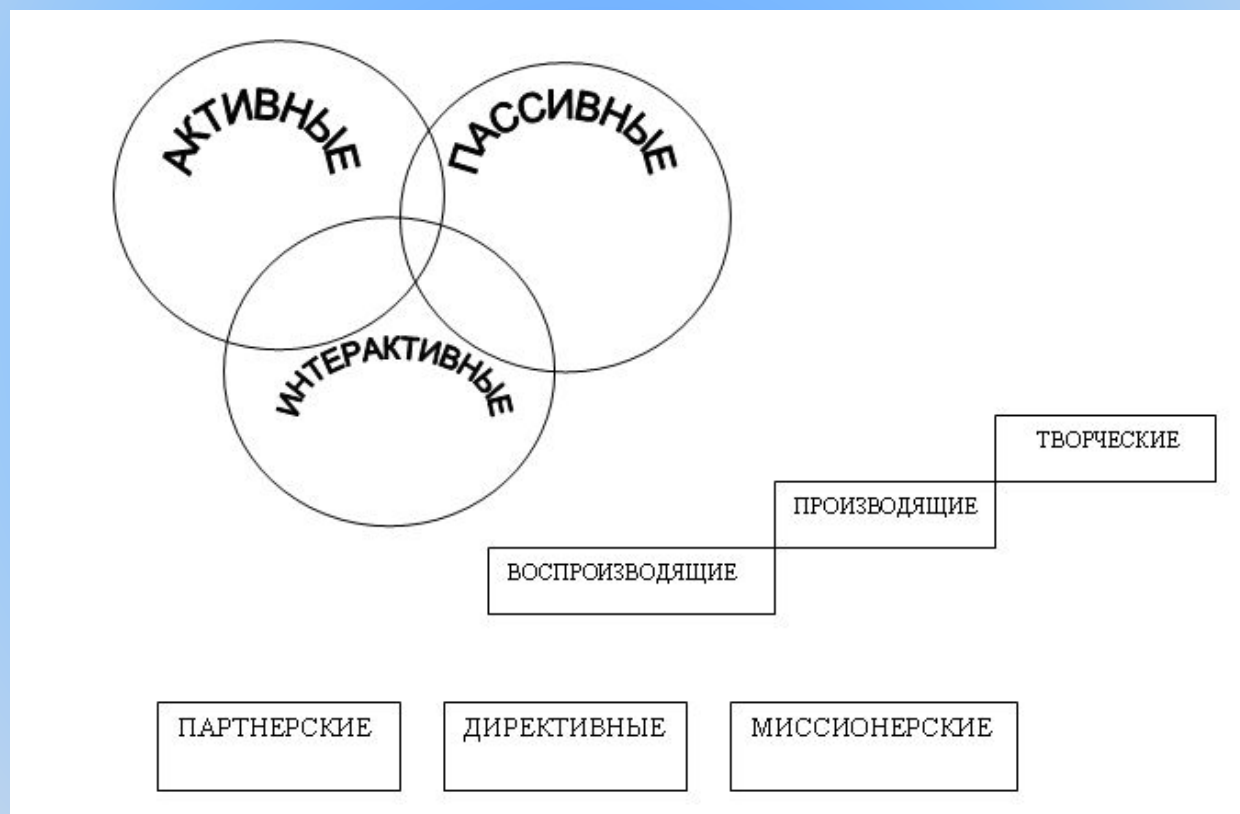 АКТИВНЫЕ
ПАССИВНЫЕ
ИНТЕРАКТИВНЫЕ
ТВОРЧЕСКИЕ
ПРОИЗВОДЯЩИЕ
ВОСПРОИЗВОДЯЩИЕ
ПАРТНЕРСКИЕ
ДИРЕКТИВНЫЕ
МИССИОНЕРСКИЕ